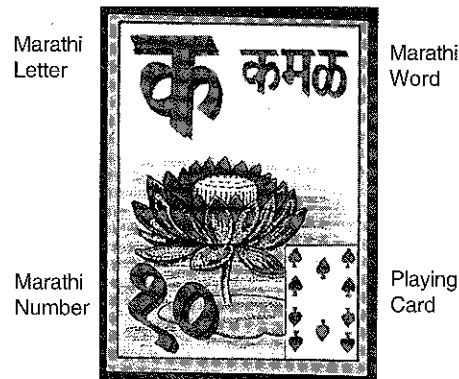 Marathi
Letter
क
कमळ
Marathi
Word
Marathi
Number
१०
Playing
Card